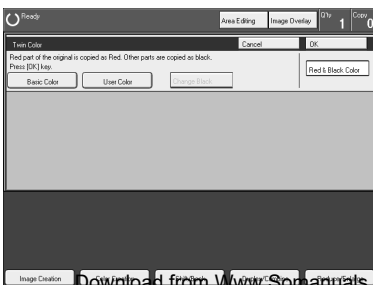 Ready Area Editing Image Overlay Q'ty 1 Copy 0
Twin Color Cancel OK
Red part of the original is copied as Red. Other parts are copied as black.
Press [OK] key.
Red & Black Color
Basic Color User Color Change Black
Image Creation Download from Www.Somanuals